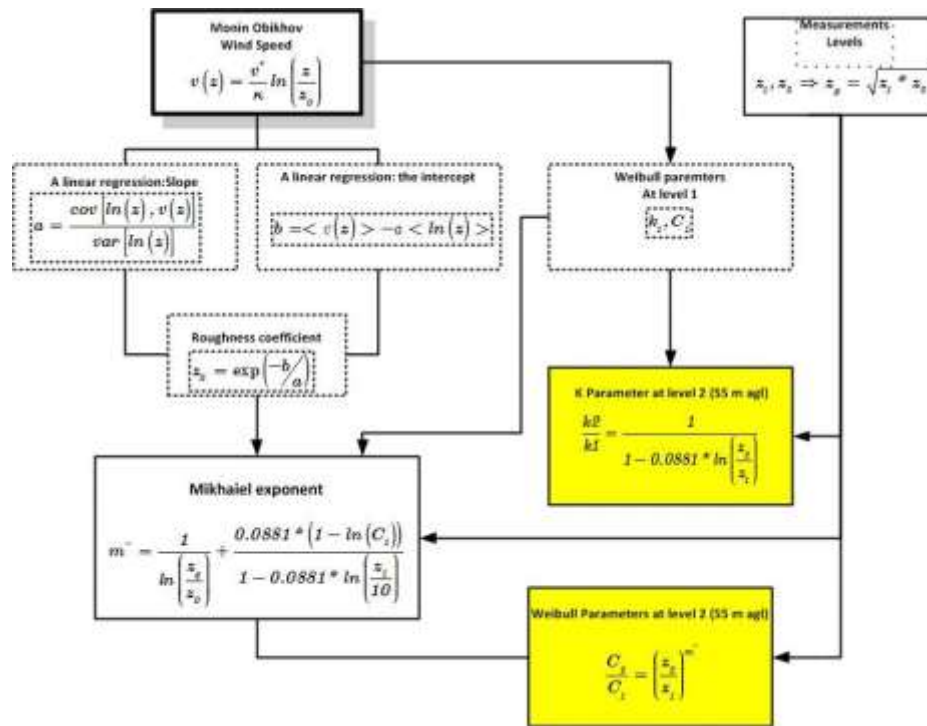 Monin Obikhov
Wind Speed
v(z) = v*/κ ln(z/z₀)
Measurements
Levels
z₁, z₂ ⇒ z_g = √z₁ * z₂
A linear regression:Slope
a = cov[ln(z), v(z)] / var[ln(z)]
A linear regression: the intercept
b =< v(z) > -a < ln(z) >
Weibull paremters
At level 1
k₁, C₁
Roughness coefficient
z₀ = exp(-b/a)
K Parameter at level 2 (55 m agl)
k2/k1 = 1 / 1-0.0881* ln(z₂/z₁)
Mikhaiel exponent
m~ = 1/ln(z_g/z₀) + 0.0881*(1-ln(C₁)) / 1-0.0881* ln(z₁/10)
Weibull Parameters at level 2 (55 m agl)
C₂/C₁ = (z₂/z₁)^m~